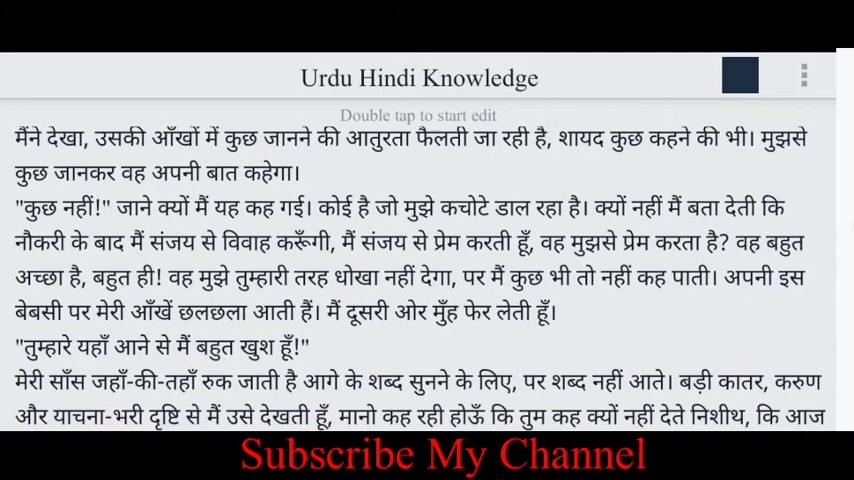 Urdu Hindi Knowledge
Double tap to start edit
मैंने देखा, उसकी आँखों में कुछ जानने की आतुरता फैलती जा रही है, शायद कुछ कहने की भी। मुझसे
कुछ जानकर वह अपनी बात कहेगा।
"कुछ नहीं!" जाने क्यों मैं यह कह गई। कोई है जो मुझे कचोटे डाल रहा है। क्यों नहीं मैं बता देती कि
नौकरी के बाद मैं संजय से विवाह करूँगी, मैं संजय से प्रेम करती हूँ, वह मुझसे प्रेम करता है? वह बहुत
अच्छा है, बहुत ही! वह मुझे तुम्हारी तरह धोखा नहीं देगा, पर मैं कुछ भी तो नहीं कह पाती। अपनी इस
बेबसी पर मेरी आँखें छलछला आती हैं। मैं दूसरी ओर मुँह फेर लेती हूँ।
"तुम्हारे यहाँ आने से मैं बहुत खुश हूँ!"
मेरी साँस जहाँ-की-तहाँ रुक जाती है आगे के शब्द सुनने के लिए, पर शब्द नहीं आते। बड़ी कातर, करुण
और याचना-भरी दृष्टि से मैं उसे देखती हूँ, मानो कह रही होऊँ कि तुम कह क्यों नहीं देते निशीथ, कि आज
Subscribe My Channel